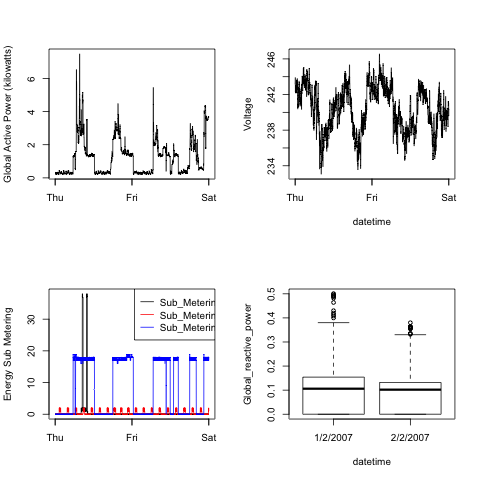 Global Active Power (kilowatts)
0 2 4 6
Thu Fri Sat
Voltage
234 238 242 246
Thu Fri Sat
datetime
Energy Sub Metering
0 10 20 30
Sub_Meterin
Sub_Meterin
Sub_Meterin
Thu Fri Sat
Global_reactive_power
0.0 0.1 0.2 0.3 0.4 0.5
1/2/2007 2/2/2007
datetime